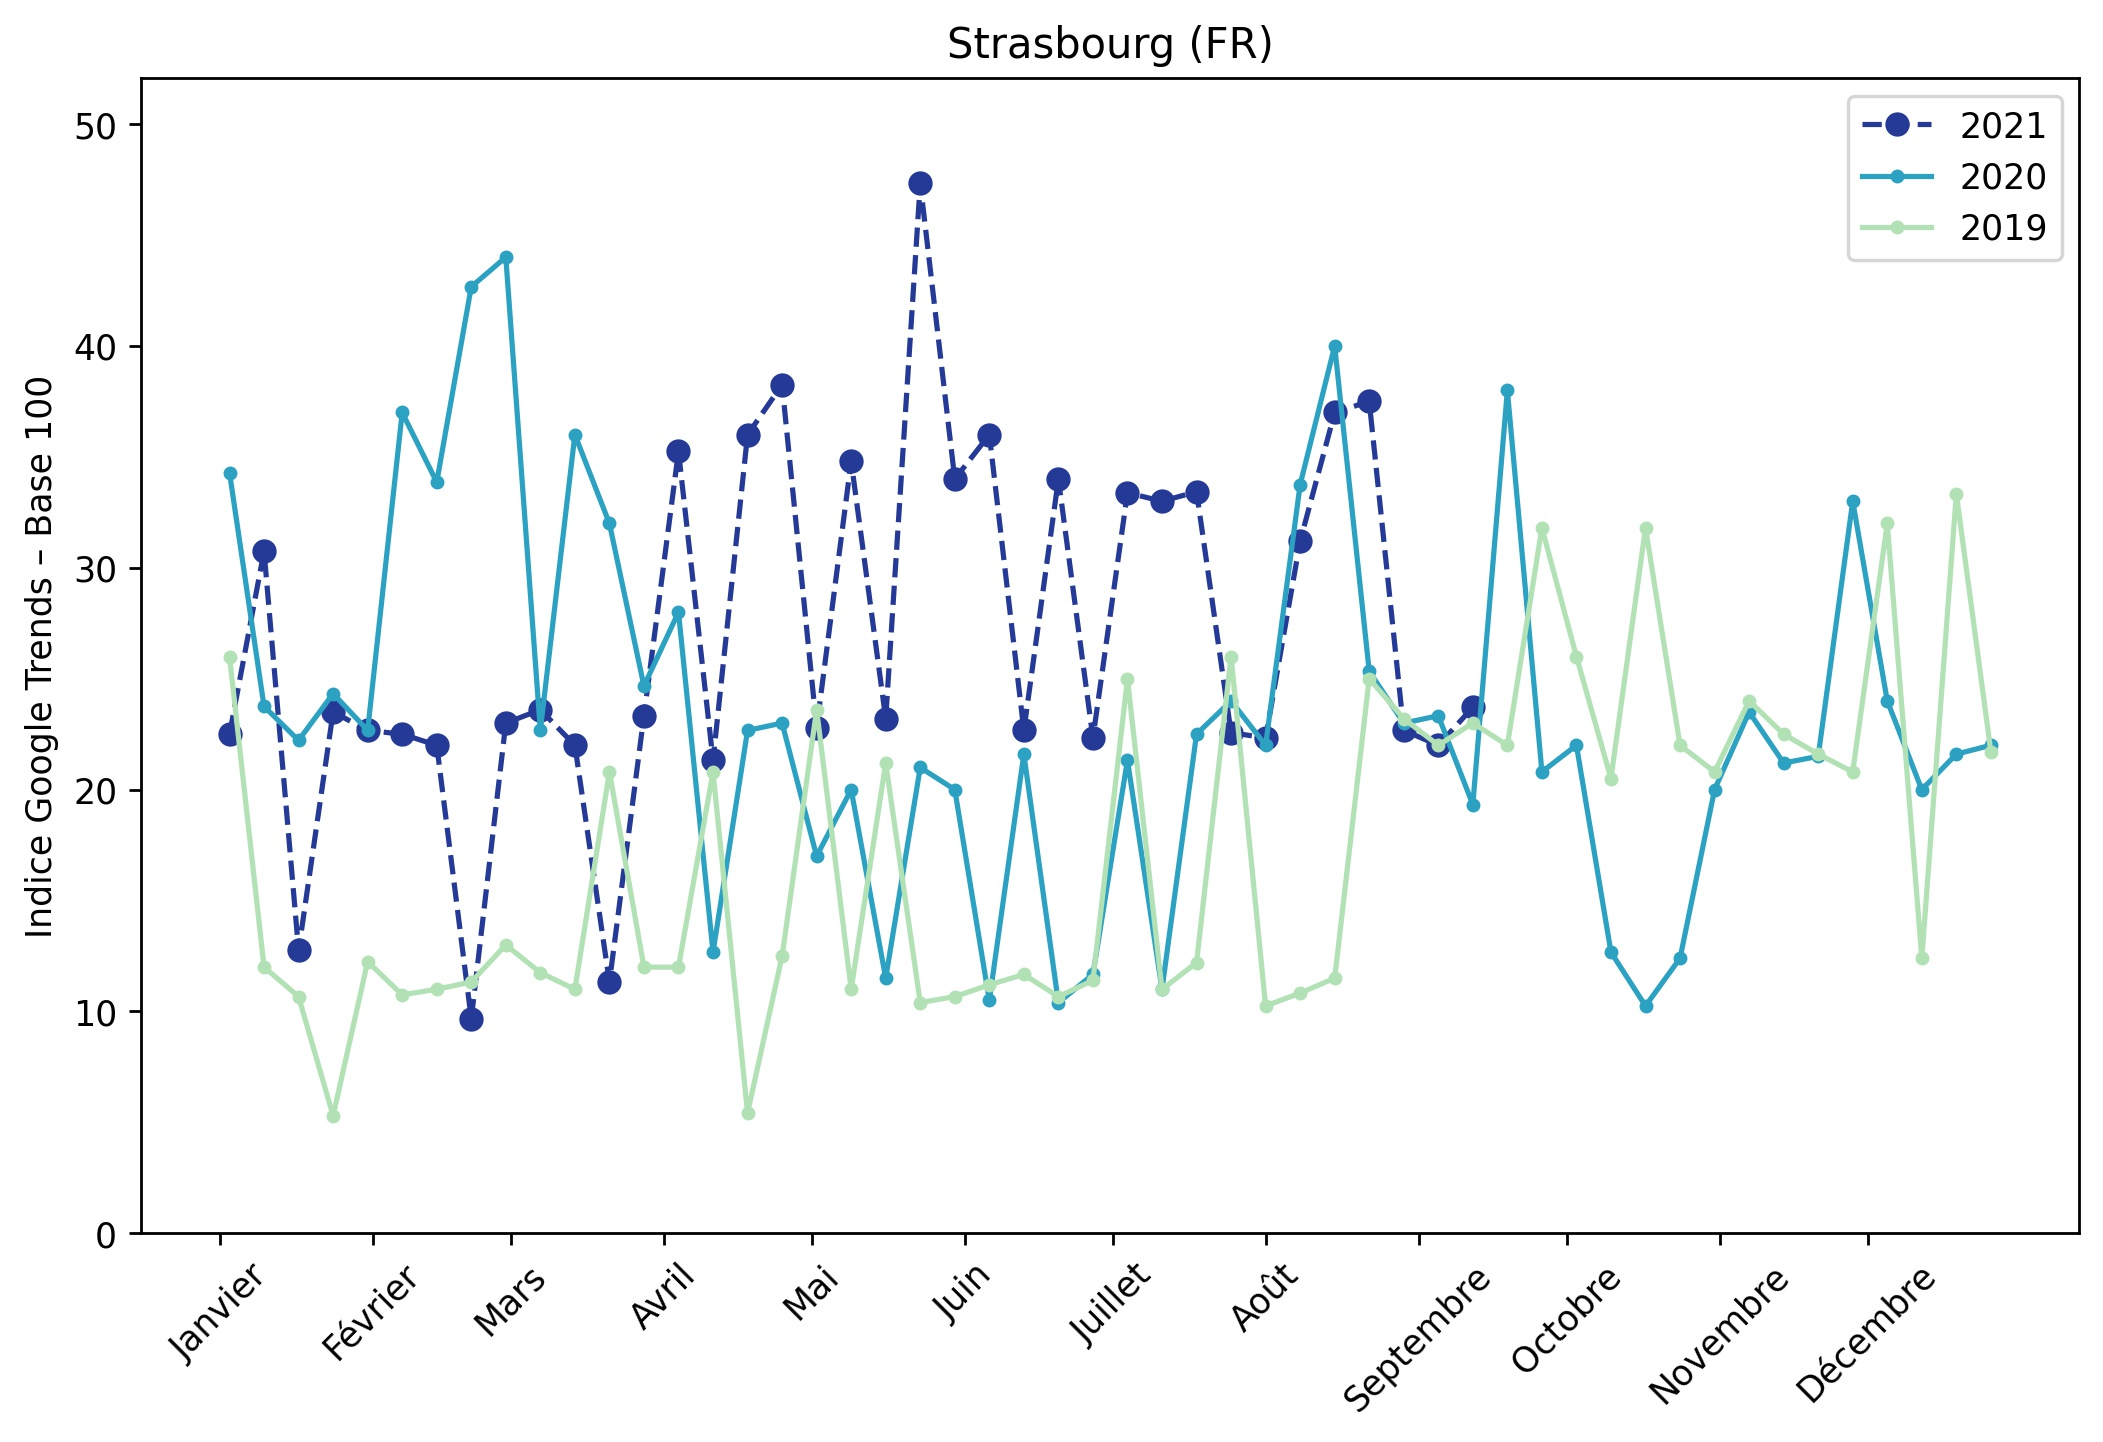 Strasbourg (FR)
2021
2020
2019
Indice Google Trends – Base 100
50
40
30
20
10
0
Janvier
Février
Mars
Avril
Mai
Juin
Juillet
Août
Septembre
Octobre
Novembre
Décembre